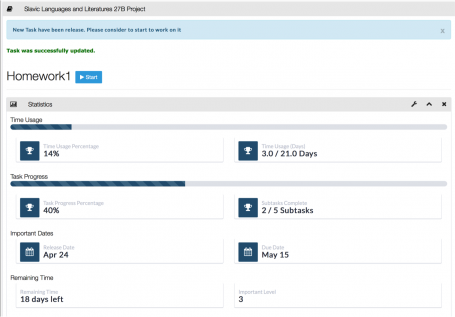 Slavic Languages and Literatures 27B Project
New Task have been release. Please consider to start to work on it
x
Task was successfully updated.
Homework1 Start
Statistics
Time Usage
Time Usage Percentage
14%
Time Usage (Days)
3.0 / 21.0 Days
Task Progress
Task Progress Percentage
40%
Subtasks Complete
2 / 5 Subtasks
Important Dates
Release Date
Apr 24
Due Date
May 15
Remaining Time
Remaining Time
18 days left
Important Level
3